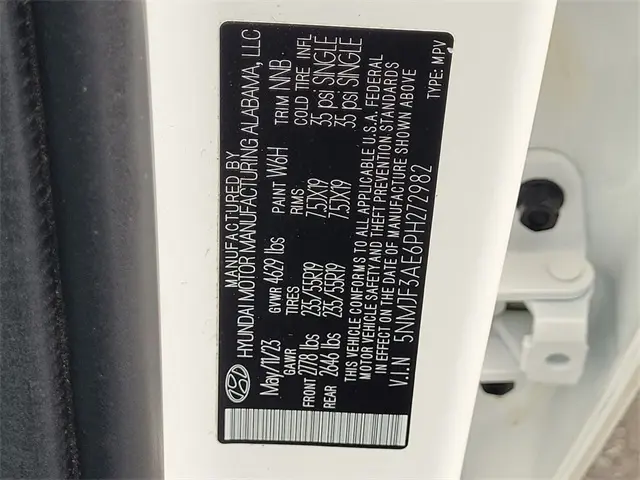 MANUFACTURED BY
HYUNDAI MOTOR MANUFACTURING ALABAMA, LLC
May/11/23 GVWR 4629 lbs PAINT W6H TRIM NNB
GAWR TIRES RIMS COLD TIRE INFL
FRONT 2778 lbs 235/55R19 7.5JX19 35 psi SINGLE
REAR 2646 lbs 235/55R19 7.5JX19 35 psi SINGLE
THIS VEHICLE CONFORMS TO ALL APPLICABLE U.S.A. FEDERAL
MOTOR VEHICLE SAFETY AND THEFT PREVENTION STANDARDS
IN EFFECT ON THE DATE OF MANUFACTURE SHOWN ABOVE
V.I.N 5NMJF3AE6PH272982 TYPE: MPV